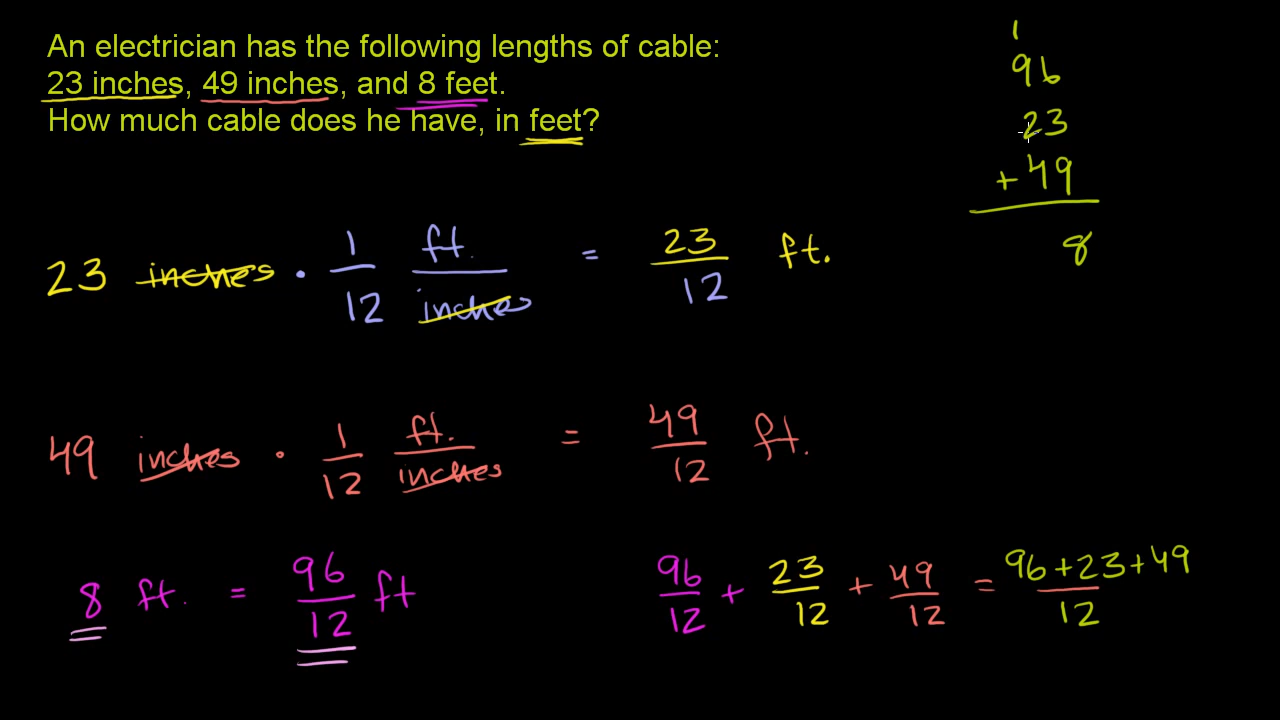 An electrician has the following lengths of cable:
23 inches, 49 inches, and 8 feet.
How much cable does he have, in feet?
1
96
23
+ 49
8
23 inches · 1/12 ft./inches = 23/12 ft.
49 inches · 1/12 ft./inches = 49/12 ft.
8 ft. = 96/12 ft
96/12 + 23/12 + 49/12 = 96+23+49/12